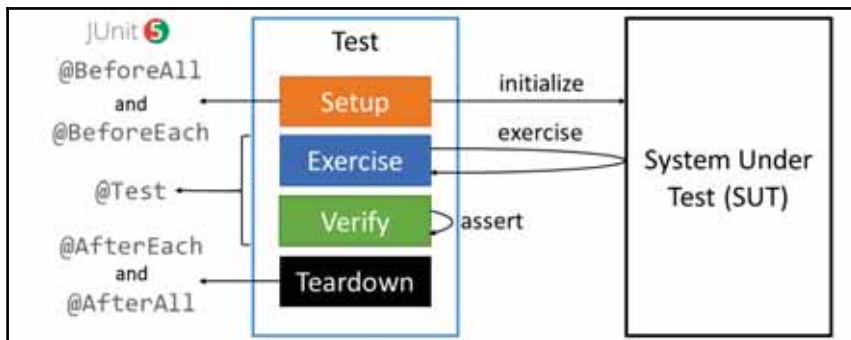 JUnit 5
@BeforeAll
and
@BeforeEach
@Test
@AfterEach
and
@AfterAll
Test
Setup
Exercise
Verify
Teardown
initialize
exercise
assert
System Under
Test (SUT)